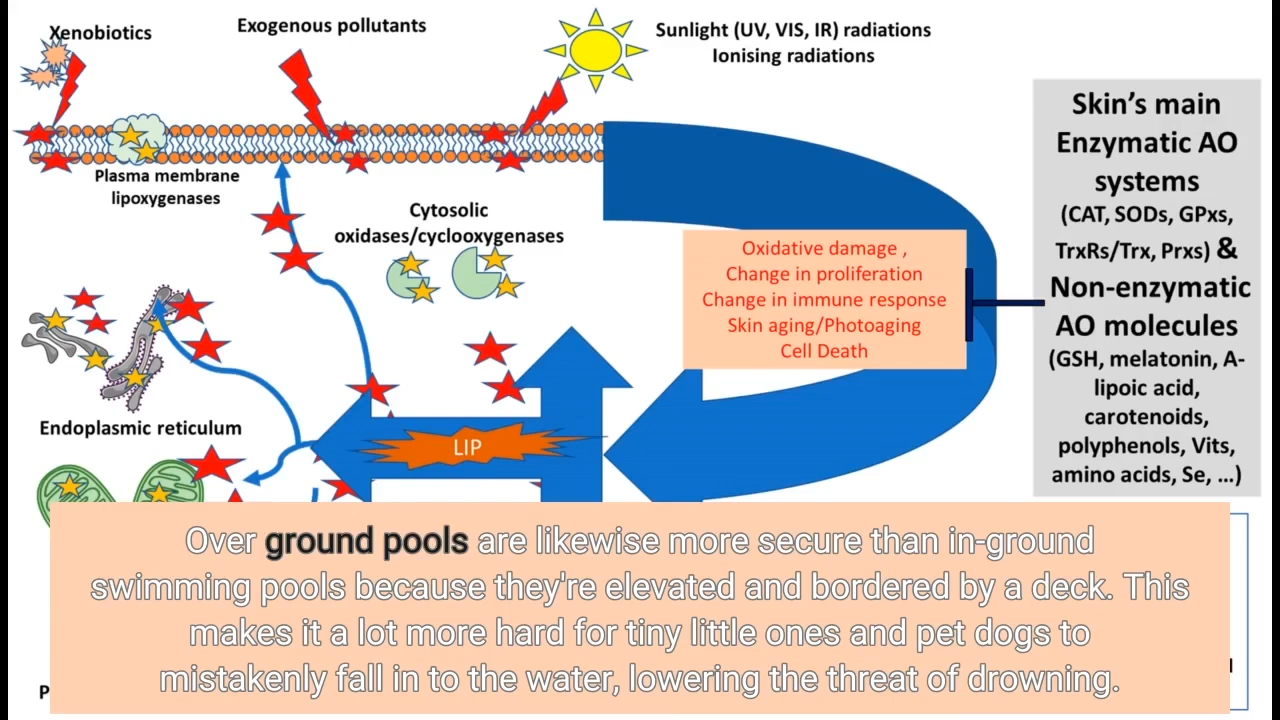 Xenobiotics
Exogenous pollutants
Sunlight (UV, VIS, IR) radiations
Ionising radiations
Plasma membrane
lipoxygenases
Cytosolic
oxidases/cyclooxygenases
Oxidative damage ,
Change in proliferation
Change in immune response
Skin aging/Photoaging
Cell Death
Skin's main
Enzymatic AO
systems
(CAT, SODs, GPxs,
TrxRs/Trx, Prxs) &
Non-enzymatic
AO molecules
(GSH, melatonin, A-
lipoic acid,
carotenoids,
polyphenols, Vits,
amino acids, Se, ...)
Endoplasmic reticulum
LIP
Over ground pools are likewise more secure than in-ground
swimming pools because they're elevated and bordered by a deck. This
makes it a lot more hard for tiny little ones and pet dogs to
mistakenly fall in to the water, lowering the threat of drowning.
P